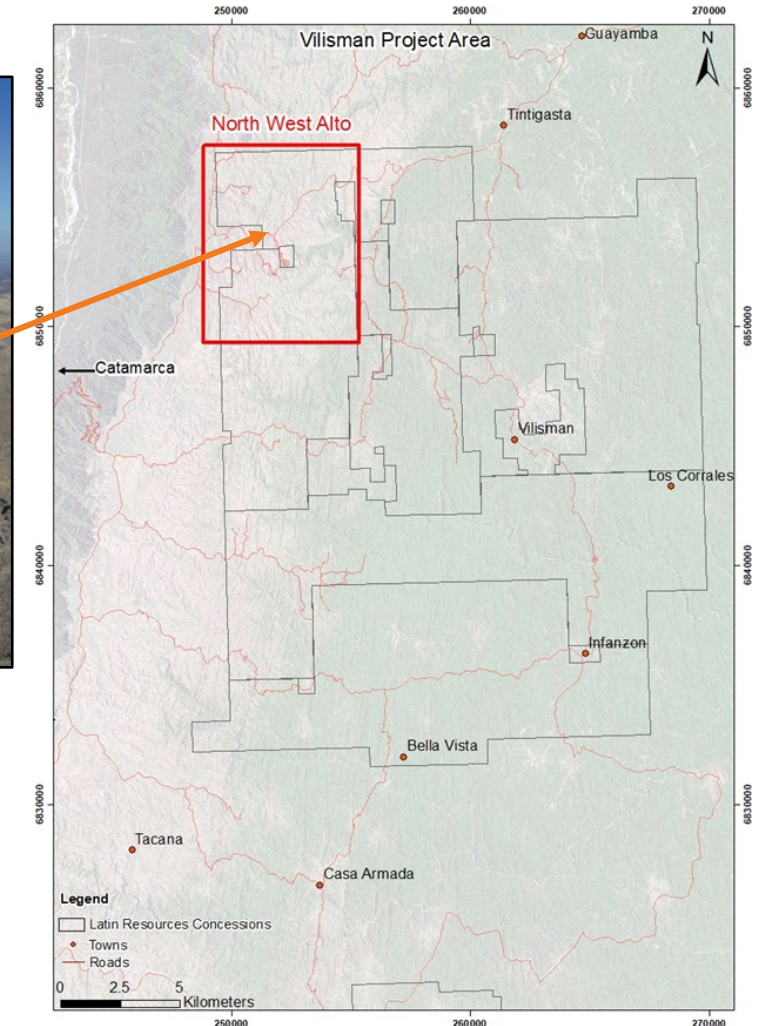 250000
260000
270000
Vilisman Project Area
N
Guayamba
6860000
6860000
Tintigasta
North West Alto
6850000
6850000
Catamarca
Vilisman
Los Corrales
6840000
6840000
Infanzon
Bella Vista
6830000
6830000
Tacana
Casa Armada
Legend
Latin Resources Concessions
Towns
Roads
0 2.5 5
Kilometers
250000
260000
270000